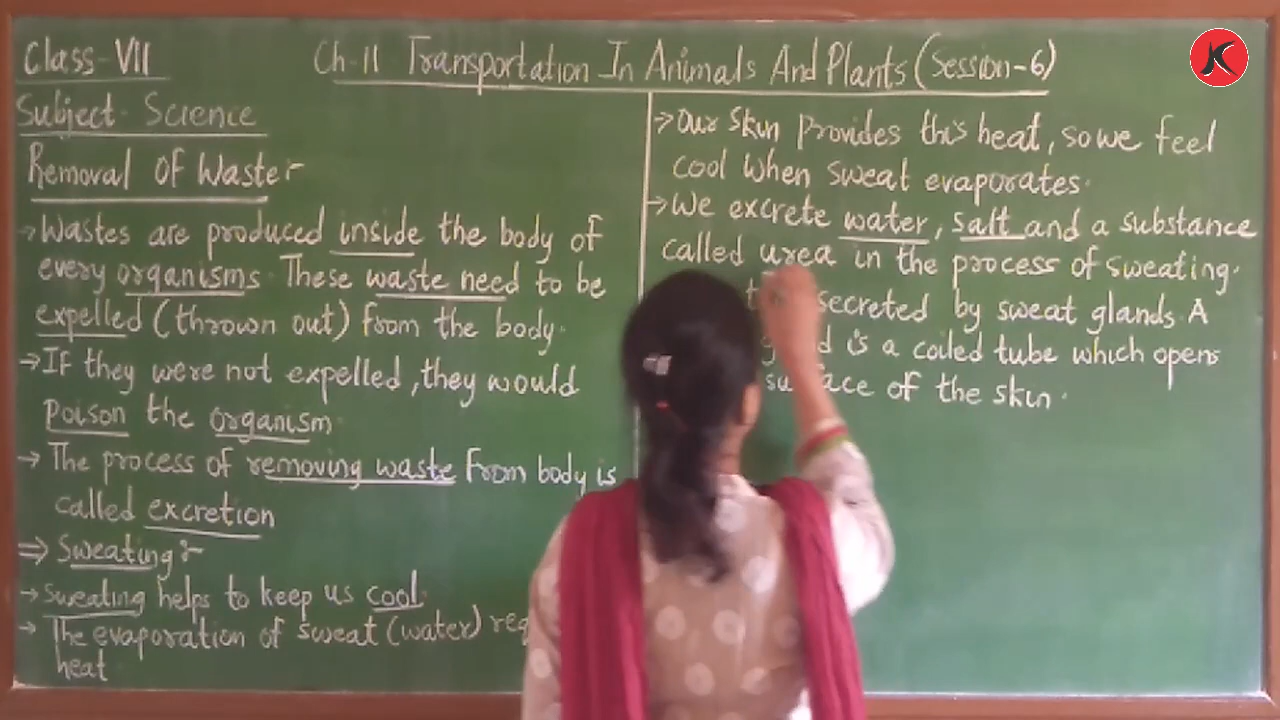 Class-VII
Ch-11 Transportation In Animals And Plants (Session-6)
Subject- Science
Removal Of Waste:-
→ Wastes are produced inside the body of
every organisms. These waste need to be
expelled (thrown out) from the body.
→ If they were not expelled, they would
poison the organism.
→ The process of removing waste from body is
called excretion
⇒ Sweating:-
→ Sweating helps to keep us cool.
→ The evaporation of sweat (water)
heat.
→ Our skin provides this heat, so we feel
cool when sweat evaporates.
→ We excrete water, salt and a substance
called urea in the process of sweating.
secreted by sweat glands. A
is a coiled tube which opens
surface of the skin.
K